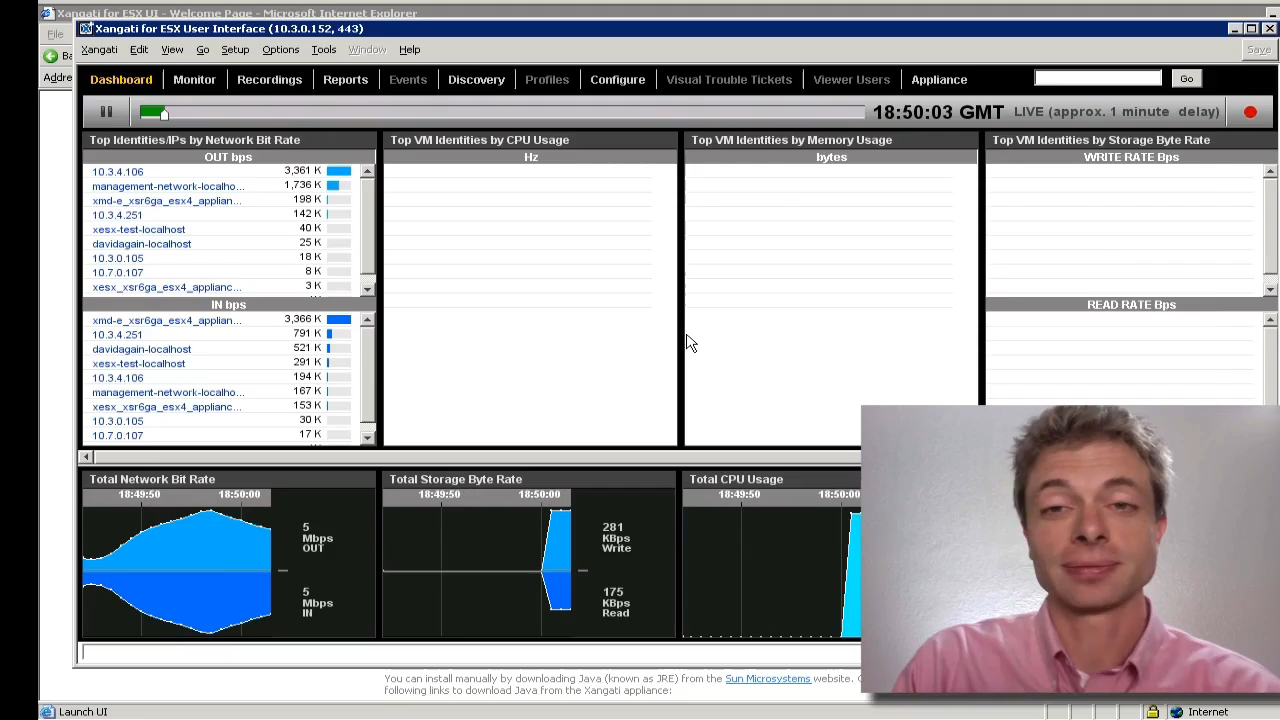 Xangati for ESX UI - Welcome Page - Microsoft Internet Explorer
Xangati for ESX User Interface (10.3.0.152, 443)
File
Xangati Edit View Go Setup Options Tools Window Help
Save
Addre
Dashboard Monitor Recordings Reports Events Discovery Profiles Configure Visual Trouble Tickets Viewer Users Appliance Go
18:50:03 GMT LIVE (approx. 1 minute delay)
Top Identities/IPs by Network Bit Rate
OUT bps
10.3.4.106 3,361 K
management-network-localho... 1,736 K
xmd-e_xsr6ga_esx4_applian... 198 K
10.3.4.251 142 K
xesx-test-localhost 40 K
davidagain-localhost 25 K
10.3.0.105 18 K
10.7.0.107 8 K
xesx_xsr6ga_esx4_applianc... 3 K
IN bps
xmd-e_xsr6ga_esx4_applian... 3,366 K
10.3.4.251 791 K
davidagain-localhost 521 K
xesx-test-localhost 291 K
10.3.4.106 194 K
management-network-localho... 167 K
xesx_xsr6ga_esx4_applianc... 153 K
10.3.0.105 30 K
10.7.0.107 17 K
Top VM Identities by CPU Usage
Hz
Top VM Identities by Memory Usage
bytes
Top VM Identities by Storage Byte Rate
WRITE RATE Bps
READ RATE Bps
Total Network Bit Rate
18:49:50 18:50:00
5
Mbps
OUT
5
Mbps
IN
Total Storage Byte Rate
18:49:50 18:50:00
281
KBps
Write
175
KBps
Read
Total CPU Usage
18:49:50 18:50:00
You can install manually by downloading Java (known as JRE) from the Sun Microsystems website.
following links to download Java from the Xangati appliance:
Launch UI
Internet